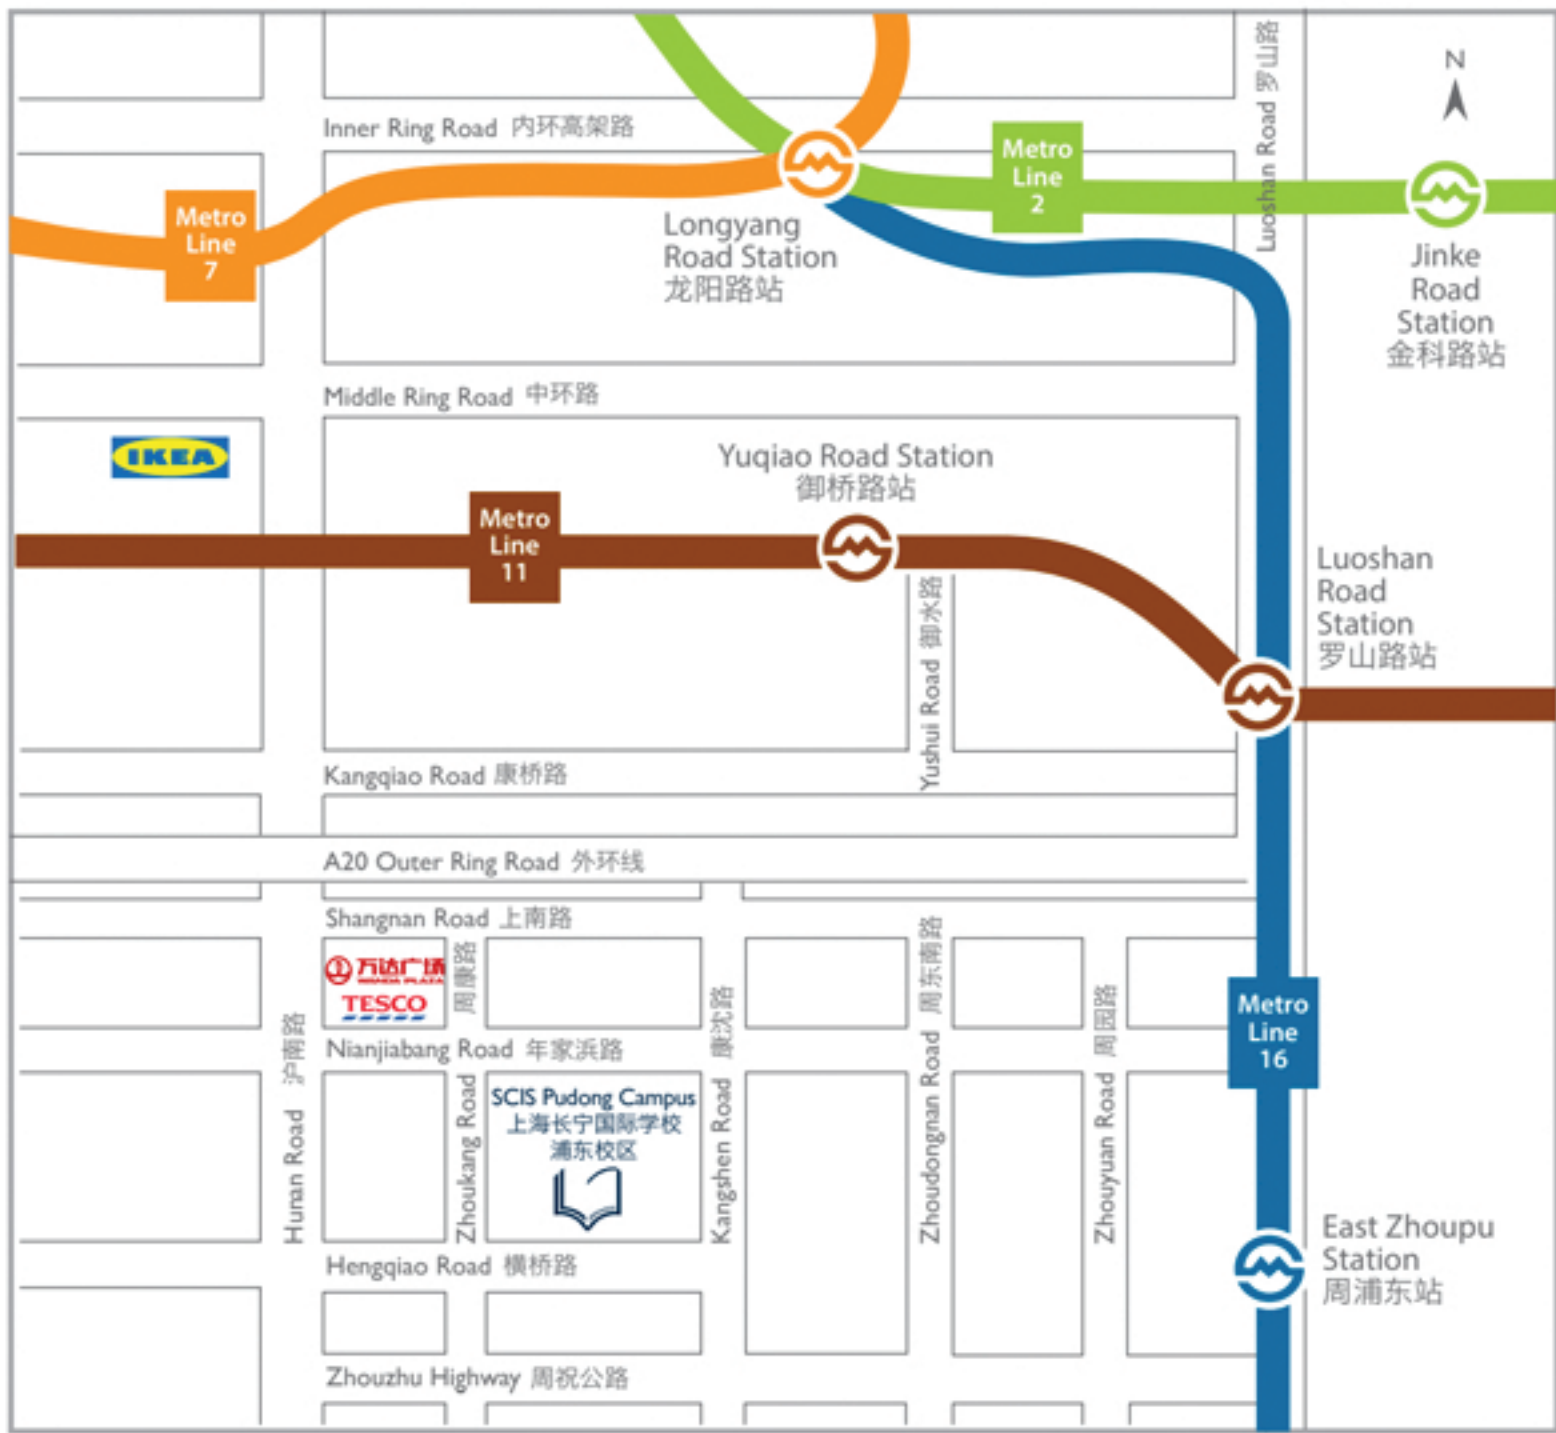 Inner Ring Road 内环高架路
Luoshan Road 罗山路
N
Metro
Line
2
Metro
Line
7
Longyang
Road Station
龙阳路站
Jinke
Road
Station
金科路站
Middle Ring Road 中环路
IKEA
Yuqiao Road Station
御桥路站
Metro
Line
11
Luoshan
Road
Station
罗山路站
Yushui Road 御水路
Kangqiao Road 康桥路
A20 Outer Ring Road 外环线
Shangnan Road 上南路
万达广场
WANDA PLAZA
TESCO
Zhoukang Road 周康路
Kangshen Road 康沈路
Zhoudongnan Road 周东南路
Zhouyuan Road 周园路
Hunan Road 沪南路
Metro
Line
16
Nianjiabang Road 年家浜路
SCIS Pudong Campus
上海长宁国际学校
浦东校区
East Zhoupu
Station
周浦东站
Hengqiao Road 横桥路
Zhouzhu Highway 周祝公路